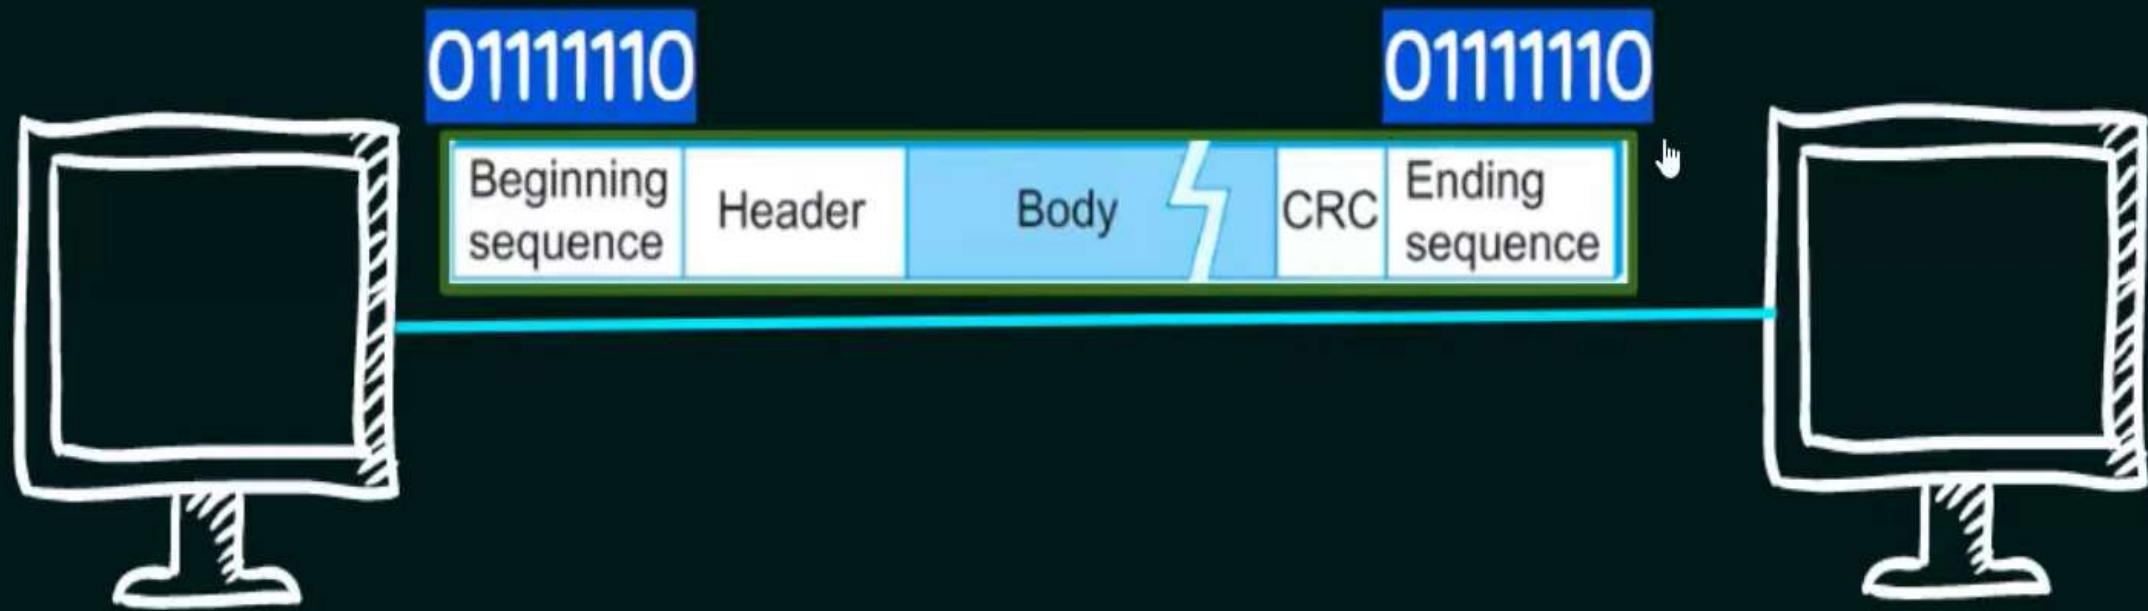 01111110
01111110
Beginning
sequence
Header
Body
CRC
Ending
sequence